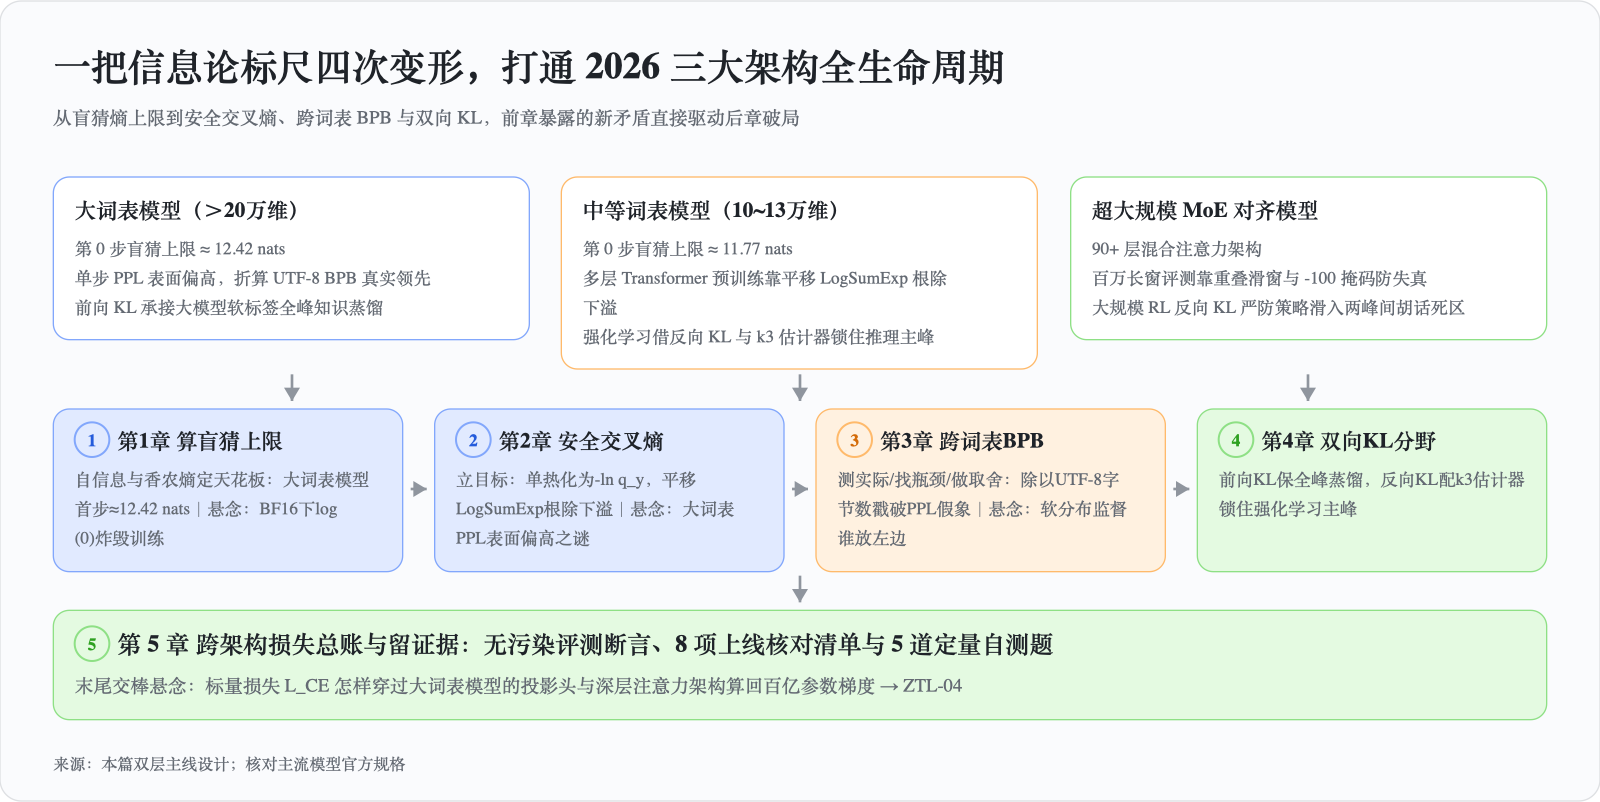 一把信息论标尺四次变形，打通 2026 三大架构全生命周期
从盲猜熵上限到安全交叉熵、跨词表 BPB 与双向 KL，前章暴露的新矛盾直接驱动后章破局
大词表模型（＞20万维）
第 0 步盲猜上限 ≈ 12.42 nats
单步 PPL 表面偏高，折算 UTF-8 BPB 真实领先
前向 KL 承接大模型软标签全峰知识蒸馏
中等词表模型（10~13万维）
第 0 步盲猜上限 ≈ 11.77 nats
多层 Transformer 预训练靠平移 LogSumExp 根除
下溢
强化学习借反向 KL 与 k3 估计器锁住推理主峰
超大规模 MoE 对齐模型
90+ 层混合注意力架构
百万长窗评测靠重叠滑窗与 -100 掩码防失真
大规模 RL 反向 KL 严防策略滑入两峰间胡话死区
1 第1章 算盲猜上限
自信息与香农熵定天花板：大词表模型
首步≈12.42 nats｜悬念：BF16下log
(0)炸毁训练
2 第2章 安全交叉熵
立目标：单热化为-ln q_y，平移
LogSumExp根除下溢｜悬念：大词表
PPL表面偏高之谜
3 第3章 跨词表BPB
测实际/找瓶颈/做取舍：除以UTF-8字
节数戳破PPL假象｜悬念：软分布监督
谁放左边
4 第4章 双向KL分野
前向KL保全峰蒸馏，反向KL配k3估计器
锁住强化学习主峰
5 第 5 章 跨架构损失总账与留证据：无污染评测断言、8 项上线核对清单与 5 道定量自测题
末尾交棒悬念：标量损失 L_CE 怎样穿过大词表模型的投影头与深层注意力架构算回百亿参数梯度 → ZTL-04
来源：本篇双层主线设计；核对主流模型官方规格